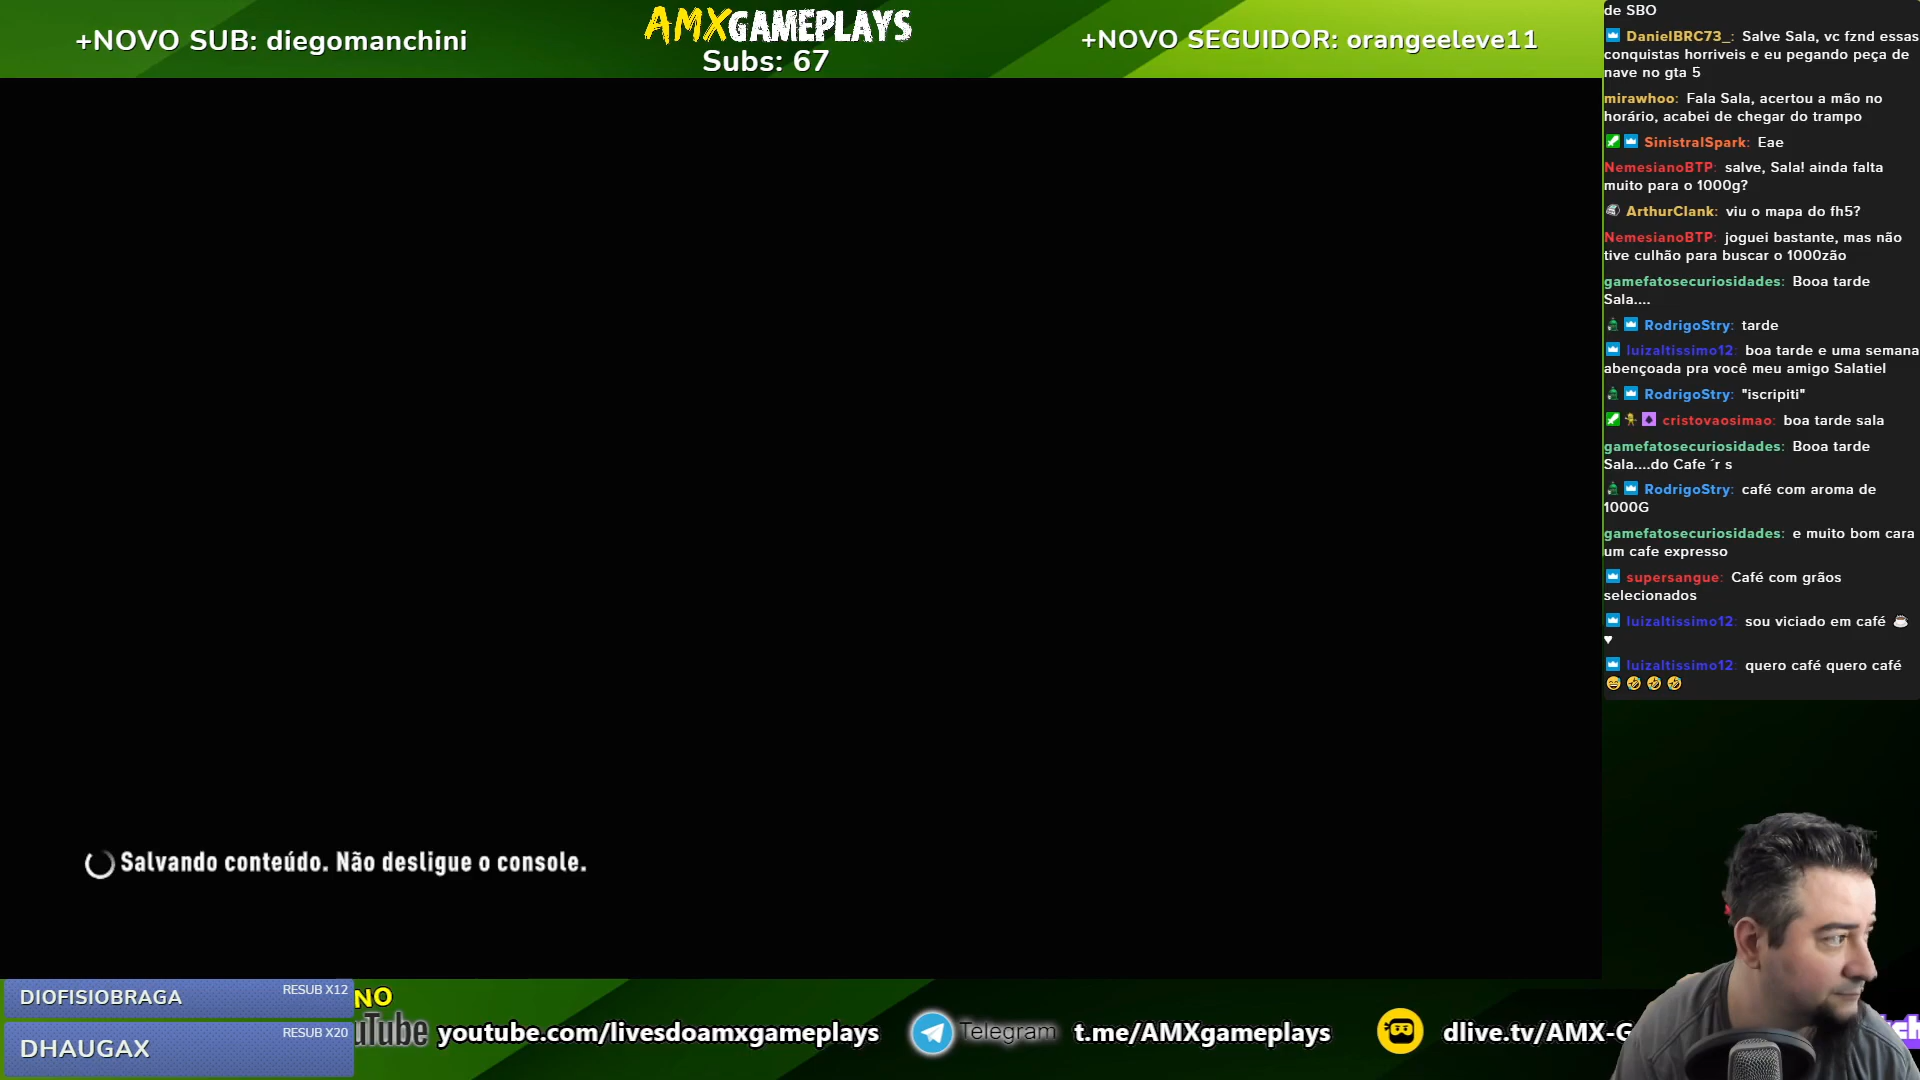 +NOVO SUB: diegomanchini
AMXGAMEPLAYS
Subs: 67
+NOVO SEGUIDOR: orangeeleve11
de SBO
DanielBRC73_: Salve Sala, vc fznd essas
conquistas horriveis e eu pegando peça de
nave no gta 5
mirawhoo: Fala Sala, acertou a mão no
horário, acabei de chegar do trampo
SinistralSpark: Eae
NemesianoBTP: salve, Sala! ainda falta
muito para o 1000g?
ArthurClank: viu o mapa do fh5?
NemesianoBTP: joguei bastante, mas não
tive culhão para buscar o 1000zão
gamefatosecuriosidades: Booa tarde
Sala....
RodrigoStry: tarde
luizaltissimo12: boa tarde e uma semana
abençoada pra você meu amigo Salatiel
RodrigoStry: "iscripiti"
cristovaosimao: boa tarde sala
gamefatosecuriosidades: Booa tarde
Sala....do Cafe ´r s
RodrigoStry: café com aroma de
1000G
gamefatosecuriosidades: e muito bom cara
um cafe expresso
supersangue: Café com grãos
selecionados
luizaltissimo12: sou viciado em café ☕
♥
luizaltissimo12: quero café quero café
😅 🤣 🤣 🤣
Salvando conteúdo. Não desligue o console.
DIOFISIOBRAGA
RESUB X12
DHAUGAX
RESUB X20
NO
uTube
youtube.com/livesdoamxgameplays
Telegram
t.me/AMXgameplays
dlive.tv/AMX-G